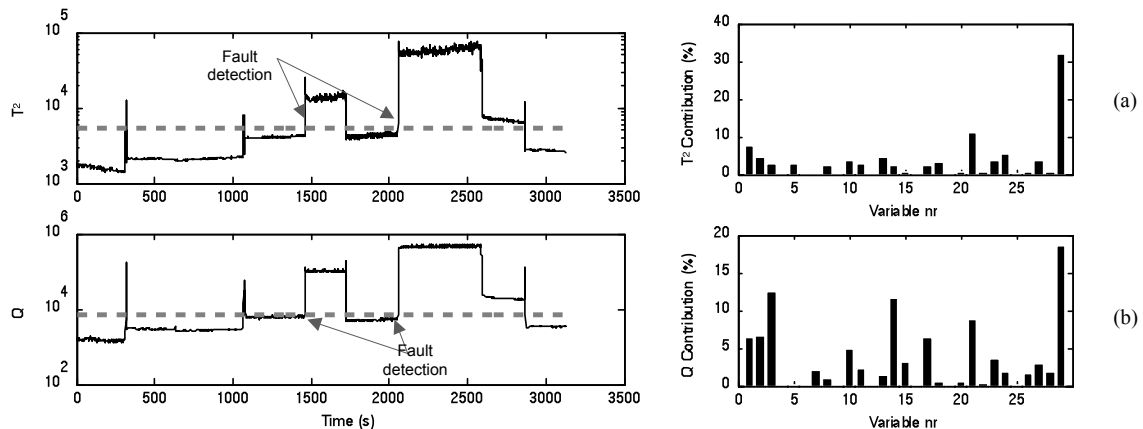 10^5
10^4
10^3
T²
Fault
detection
0 500 1000 1500 2000 2500 3000 3500
10^6
10^4
10^2
Q
Fault
detection
0 500 1000 1500 2000 2500 3000 3500
Time (s)
40
30
20
10
0
T² Contribution (%)
0 5 10 15 20 25
Variable nr
(a)
20
15
10
5
0
Q Contribution (%)
0 5 10 15 20 25
Variable nr
(b)